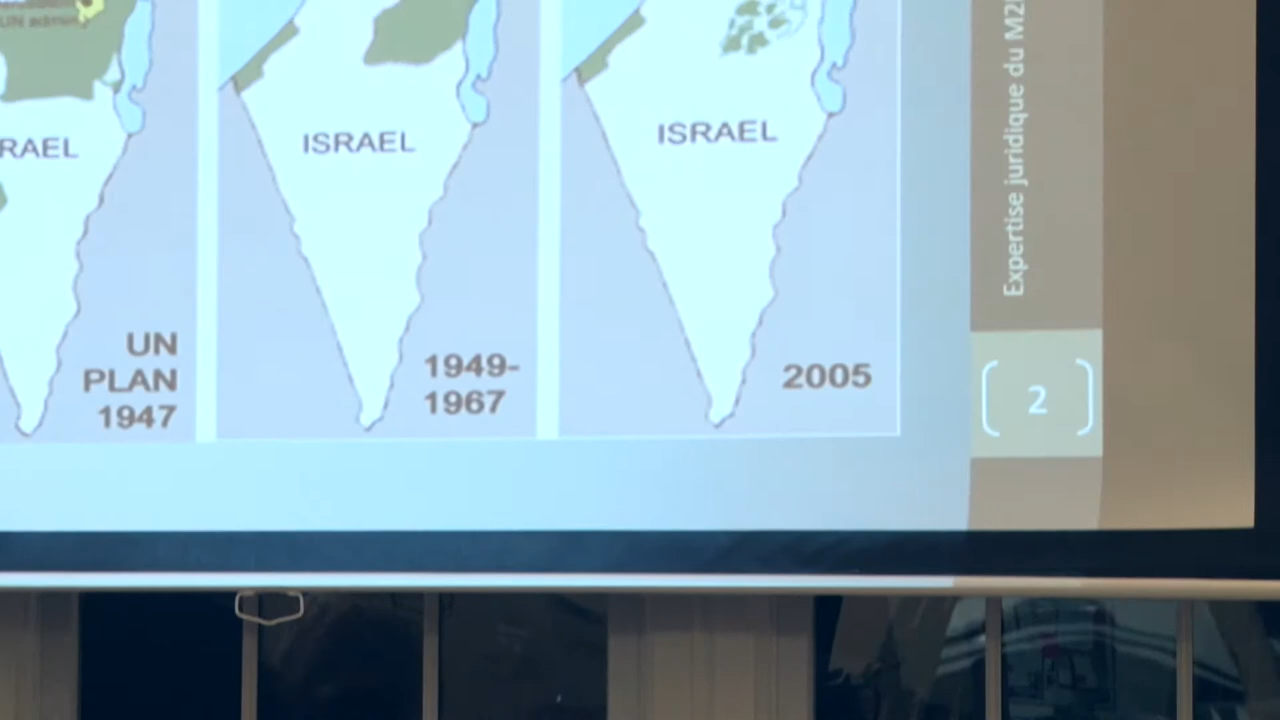 RAEL
UN
PLAN
1947
ISRAEL
1949-
1967
ISRAEL
2005
Expertise juridique du M2
2